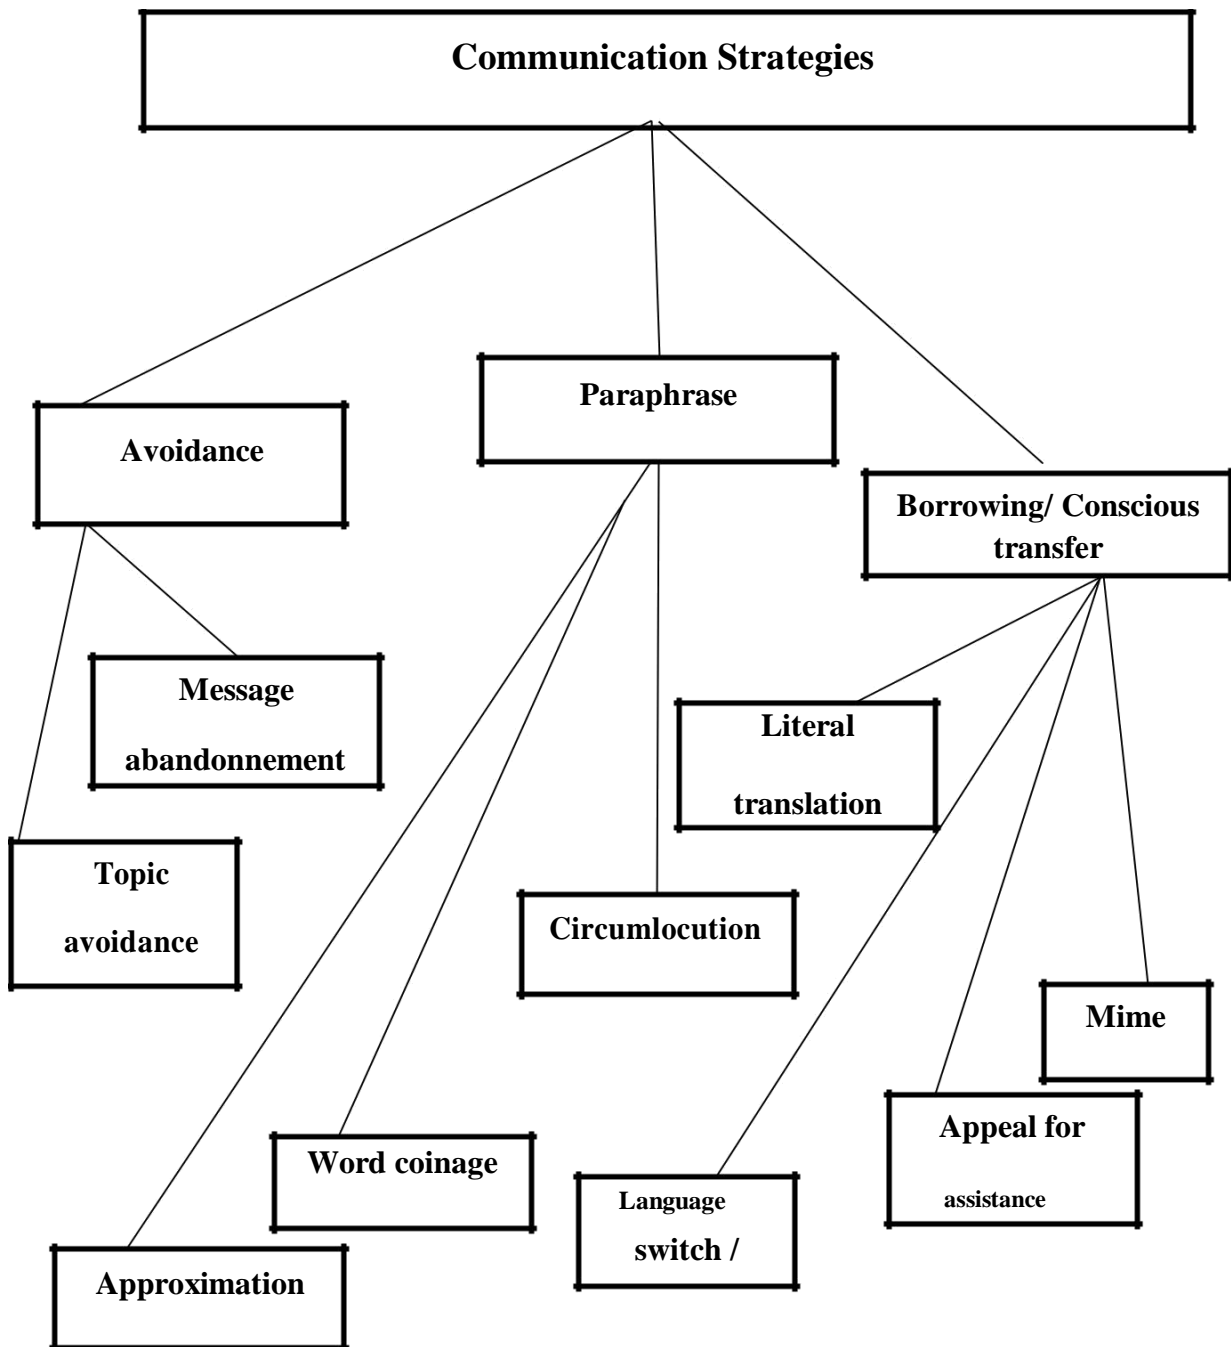 Communication Strategies
Paraphrase
Avoidance
Borrowing/ Conscious
transfer
Message
abandonnement
Literal
translation
Topic
avoidance
Circumlocution
Mime
Appeal for
assistance
Word coinage
Language
switch /
Approximation